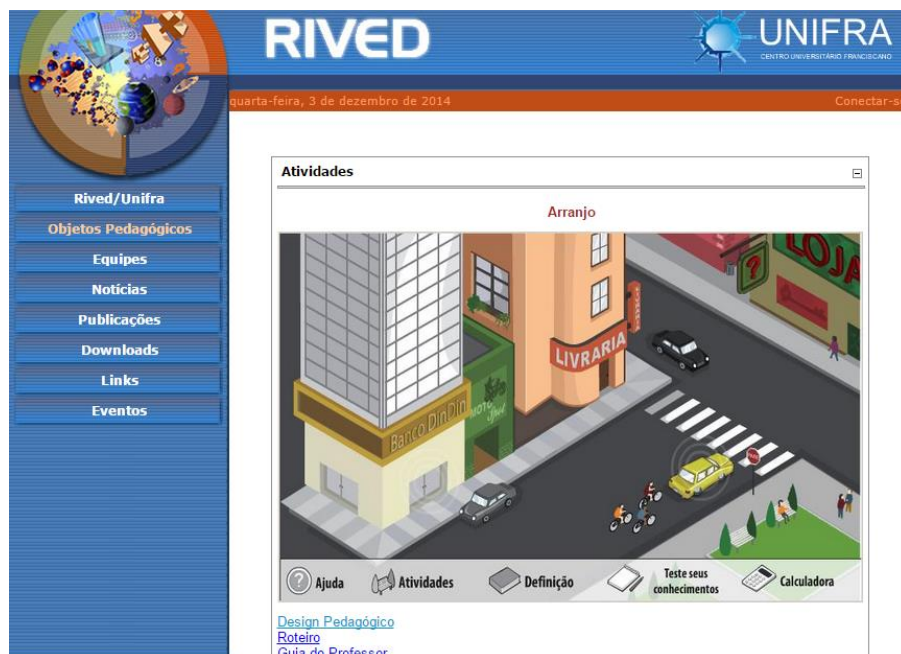 RIVED
UNIFRA
CENTRO UNIVERSITÁRIO FRANCISCANO
quarta-feira, 3 de dezembro de 2014
Conectar-s
Rived/Unifra
Objetos Pedagógicos
Equipes
Notícias
Publicações
Downloads
Links
Eventos
Atividades
Arranjo
LOJA
?
LIVRARIA
Banco DinDin
MOTO
PARE
? Ajuda
Atividades
Definição
Teste seus
conhecimentos
Calculadora
Design Pedagógico
Roteiro
Guia do Professor